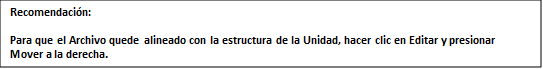 Recomendación:
Para que el Archivo quede alineado con la estructura de la Unidad, hacer clic en Editar y presionar
Mover a la derecha.